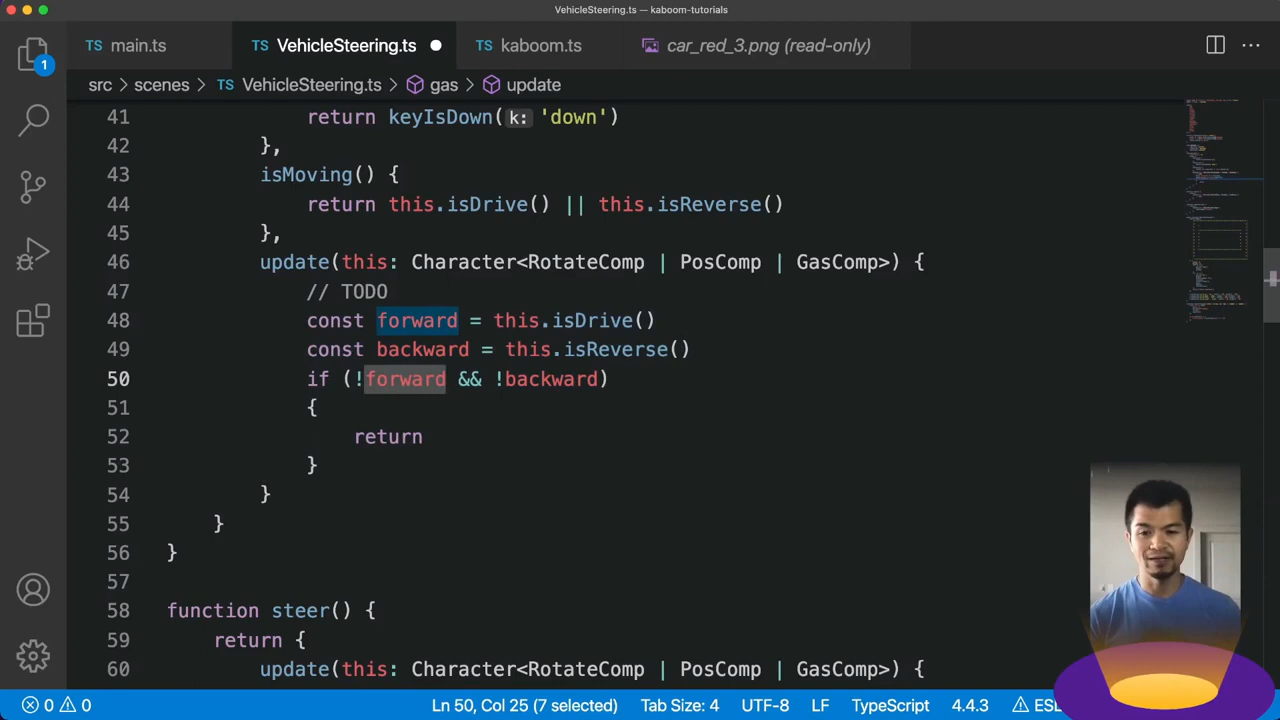 VehicleSteering.ts — kaboom-tutorials
TS main.ts TS VehicleSteering.ts TS kaboom.ts car_red_3.png (read-only)
1
src > scenes > TS VehicleSteering.ts > gas > update
41 return keyIsDown(k: 'down')
42 },
43 isMoving() {
44 return this.isDrive() || this.isReverse()
45 },
46 update(this: Character<RotateComp | PosComp | GasComp>) {
47 // TODO
48 const forward = this.isDrive()
49 const backward = this.isReverse()
50 if (!forward && !backward)
51 {
52 return
53 }
54 }
55 }
56 }
57
58 function steer() {
59 return {
60 update(this: Character<RotateComp | PosComp | GasComp>) {
0 0 Ln 50, Col 25 (7 selected) Tab Size: 4 UTF-8 LF TypeScript 4.4.3 ESL